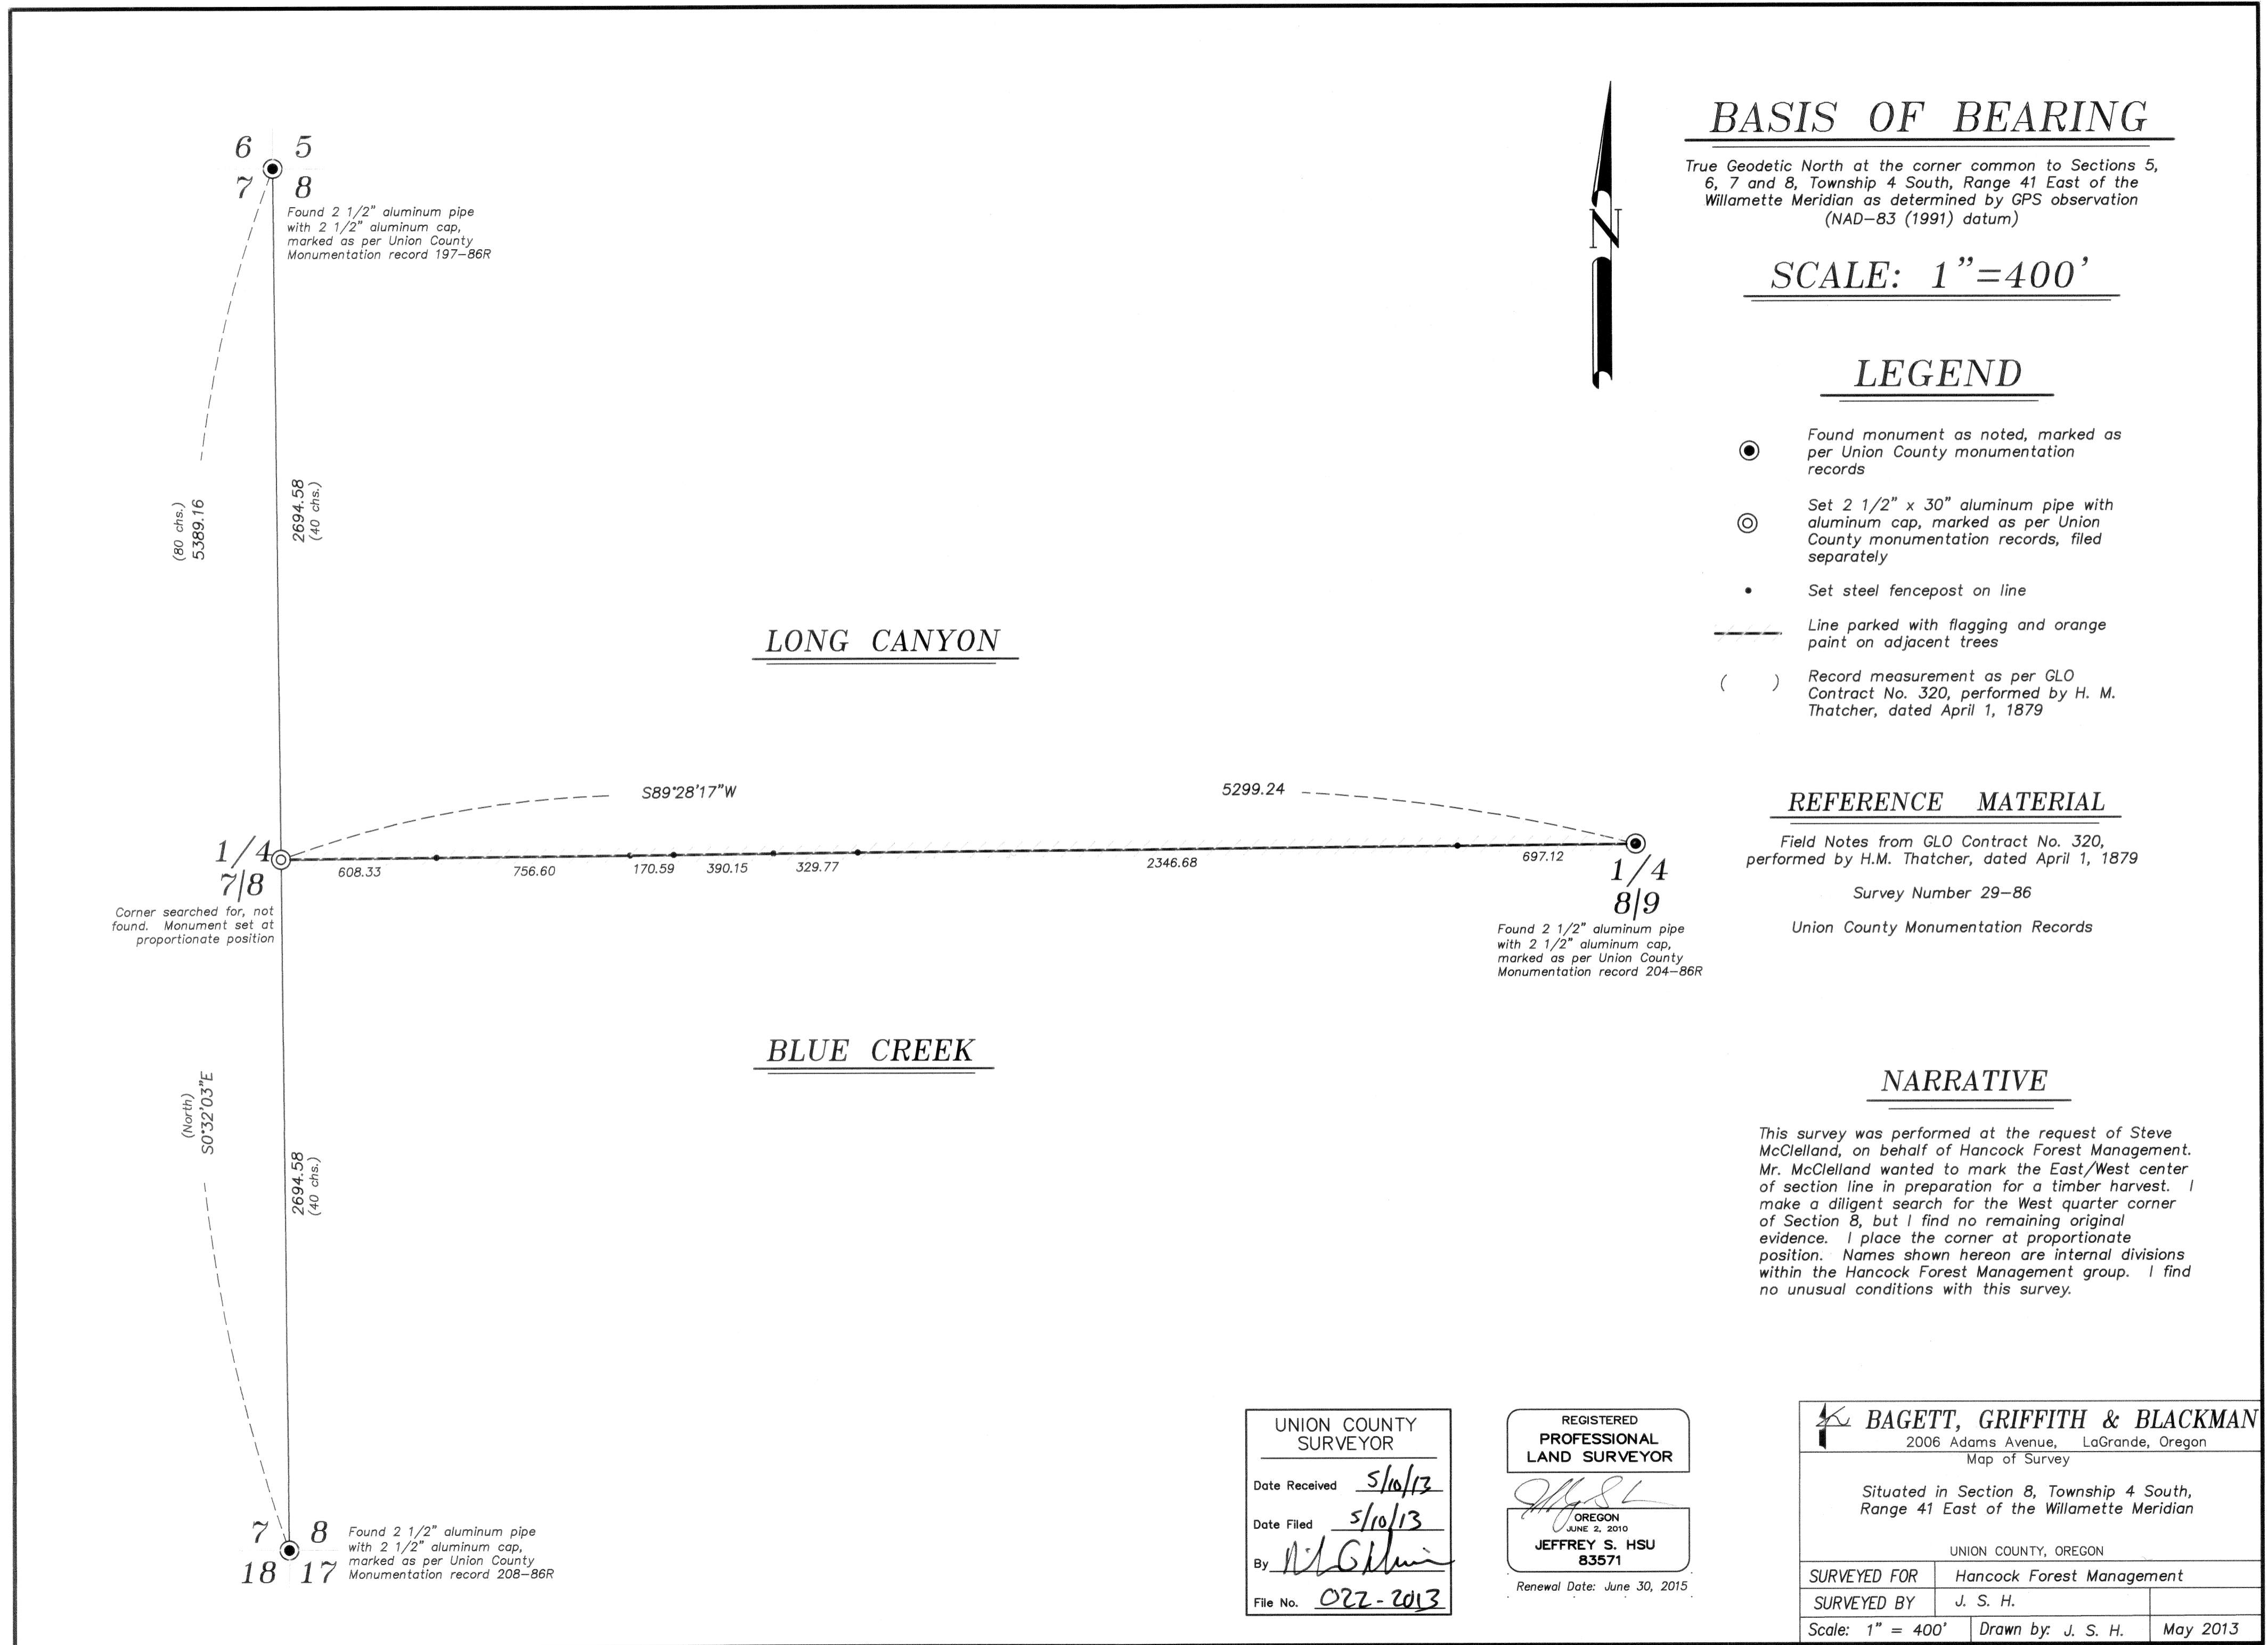 6 5
7 8
Found 2 1/2" aluminum pipe
with 2 1/2" aluminum cap,
marked as per Union County
Monumentation record 197-86R
(80 chs.)
5389.16
2694.58
(40 chs.)
LONG CANYON
S89°28'17"W
5299.24
1/4
7|8
608.33
756.60
170.59
390.15
329.77
2346.68
697.12
1/4
8|9
Corner searched for, not
found. Monument set at
proportionate position
Found 2 1/2" aluminum pipe
with 2 1/2" aluminum cap,
marked as per Union County
Monumentation record 204-86R
BLUE CREEK
(North)
S0°32'03"E
2694.58
(40 chs.)
7 8
18 17
Found 2 1/2" aluminum pipe
with 2 1/2" aluminum cap,
marked as per Union County
Monumentation record 208-86R
N
BASIS OF BEARING
True Geodetic North at the corner common to Sections 5,
6, 7 and 8, Township 4 South, Range 41 East of the
Willamette Meridian as determined by GPS observation
(NAD-83 (1991) datum)
SCALE: 1"=400'
LEGEND
Found monument as noted, marked as
per Union County monumentation
records
Set 2 1/2" x 30" aluminum pipe with
aluminum cap, marked as per Union
County monumentation records, filed
separately
Set steel fencepost on line
Line parked with flagging and orange
paint on adjacent trees
( ) Record measurement as per GLO
Contract No. 320, performed by H. M.
Thatcher, dated April 1, 1879
REFERENCE MATERIAL
Field Notes from GLO Contract No. 320,
performed by H.M. Thatcher, dated April 1, 1879
Survey Number 29-86
Union County Monumentation Records
NARRATIVE
This survey was performed at the request of Steve
McClelland, on behalf of Hancock Forest Management.
Mr. McClelland wanted to mark the East/West center
of section line in preparation for a timber harvest. I
make a diligent search for the West quarter corner
of Section 8, but I find no remaining original
evidence. I place the corner at proportionate
position. Names shown hereon are internal divisions
within the Hancock Forest Management group. I find
no unusual conditions with this survey.
UNION COUNTY
SURVEYOR
Date Received 5/10/13
Date Filed 5/10/13
By
File No. 022-2013
REGISTERED
PROFESSIONAL
LAND SURVEYOR
OREGON
JUNE 2, 2010
JEFFREY S. HSU
83571
Renewal Date: June 30, 2015
BAGETT, GRIFFITH & BLACKMAN
2006 Adams Avenue, LaGrande, Oregon
Map of Survey
Situated in Section 8, Township 4 South,
Range 41 East of the Willamette Meridian
UNION COUNTY, OREGON
SURVEYED FOR Hancock Forest Management
SURVEYED BY J. S. H.
Scale: 1" = 400' Drawn by: J. S. H. May 2013